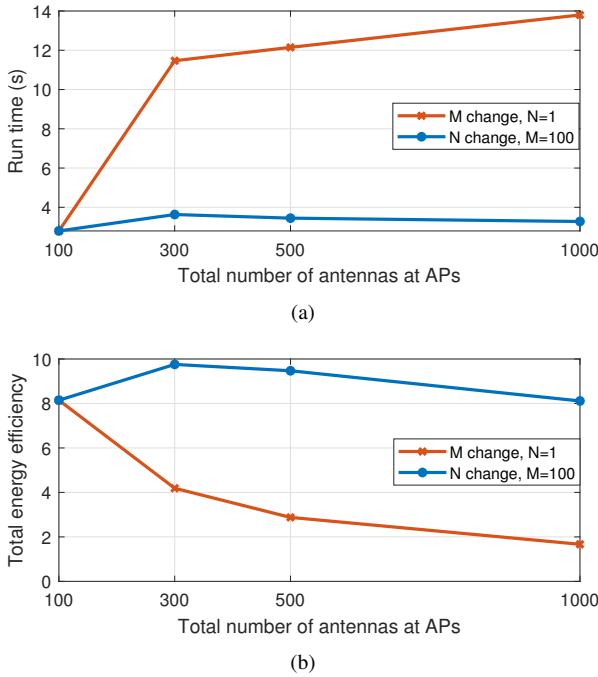 14
12
10
8
6
4
Run time (s)
M change, N=1
N change, M=100
100
300
500
1000
Total number of antennas at APs
(a)
10
8
6
4
2
0
Total energy efficiency
M change, N=1
N change, M=100
100
300
500
1000
Total number of antennas at APs
(b)